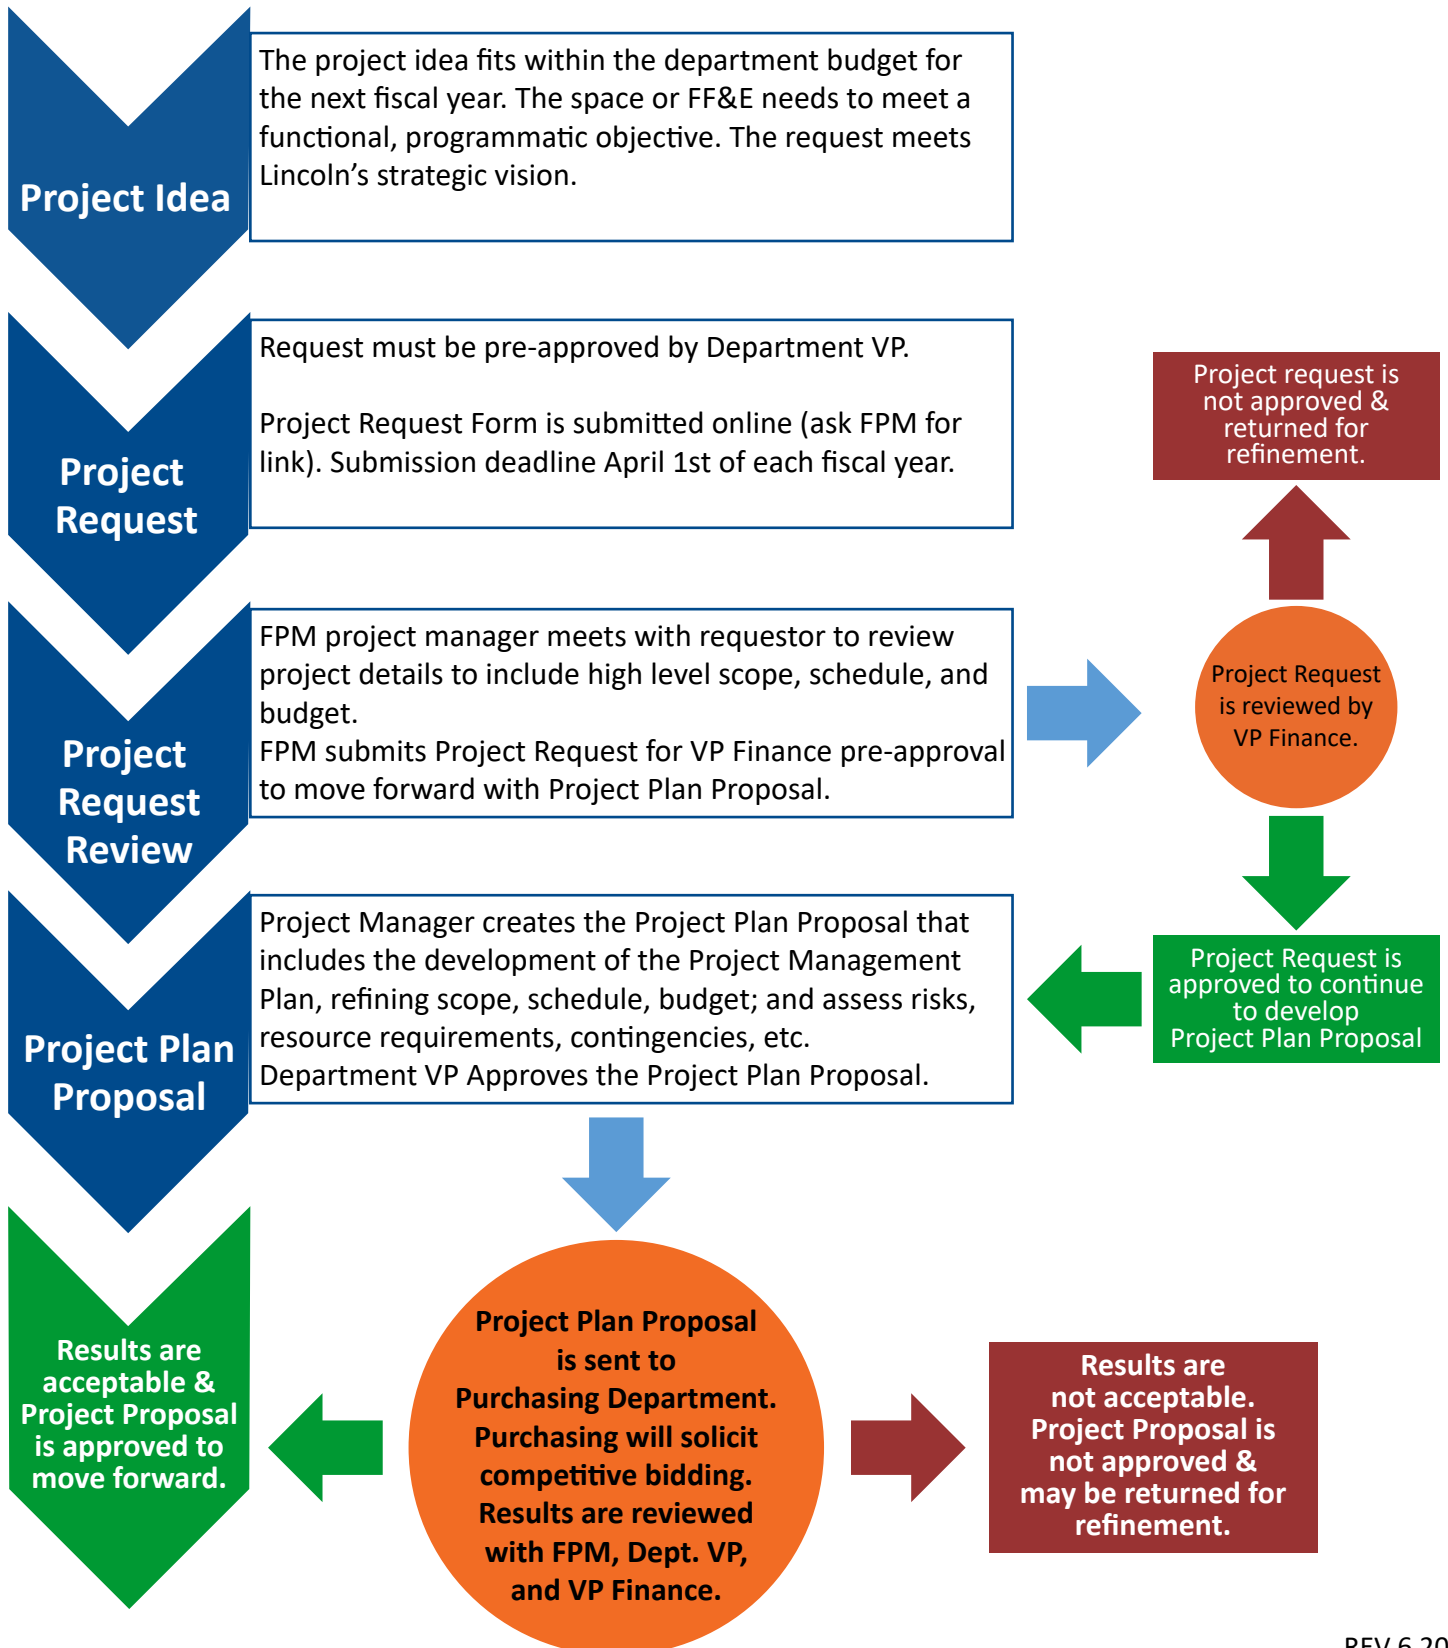 Project Idea
The project idea fits within the department budget for
the next fiscal year. The space or FF&E needs to meet a
functional, programmatic objective. The request meets
Lincoln’s strategic vision.
Project
Request
Request must be pre-approved by Department VP.
Project Request Form is submitted online (ask FPM for
link). Submission deadline April 1st of each fiscal year.
Project request is
not approved &
returned for
refinement.
Project
Request
Review
FPM project manager meets with requestor to review
project details to include high level scope, schedule, and
budget.
FPM submits Project Request for VP Finance pre-approval
to move forward with Project Plan Proposal.
Project Request
is reviewed by
VP Finance.
Project Plan
Proposal
Project Manager creates the Project Plan Proposal that
includes the development of the Project Management
Plan, refining scope, schedule, budget; and assess risks,
resource requirements, contingencies, etc.
Department VP Approves the Project Plan Proposal.
Project Request is
approved to continue
to develop
Project Plan Proposal
Results are
acceptable &
Project Proposal
is approved to
move forward.
Project Plan Proposal
is sent to
Purchasing Department.
Purchasing will solicit
competitive bidding.
Results are reviewed
with FPM, Dept. VP,
and VP Finance.
Results are
not acceptable.
Project Proposal is
not approved &
may be returned for
refinement.
REV 6.20